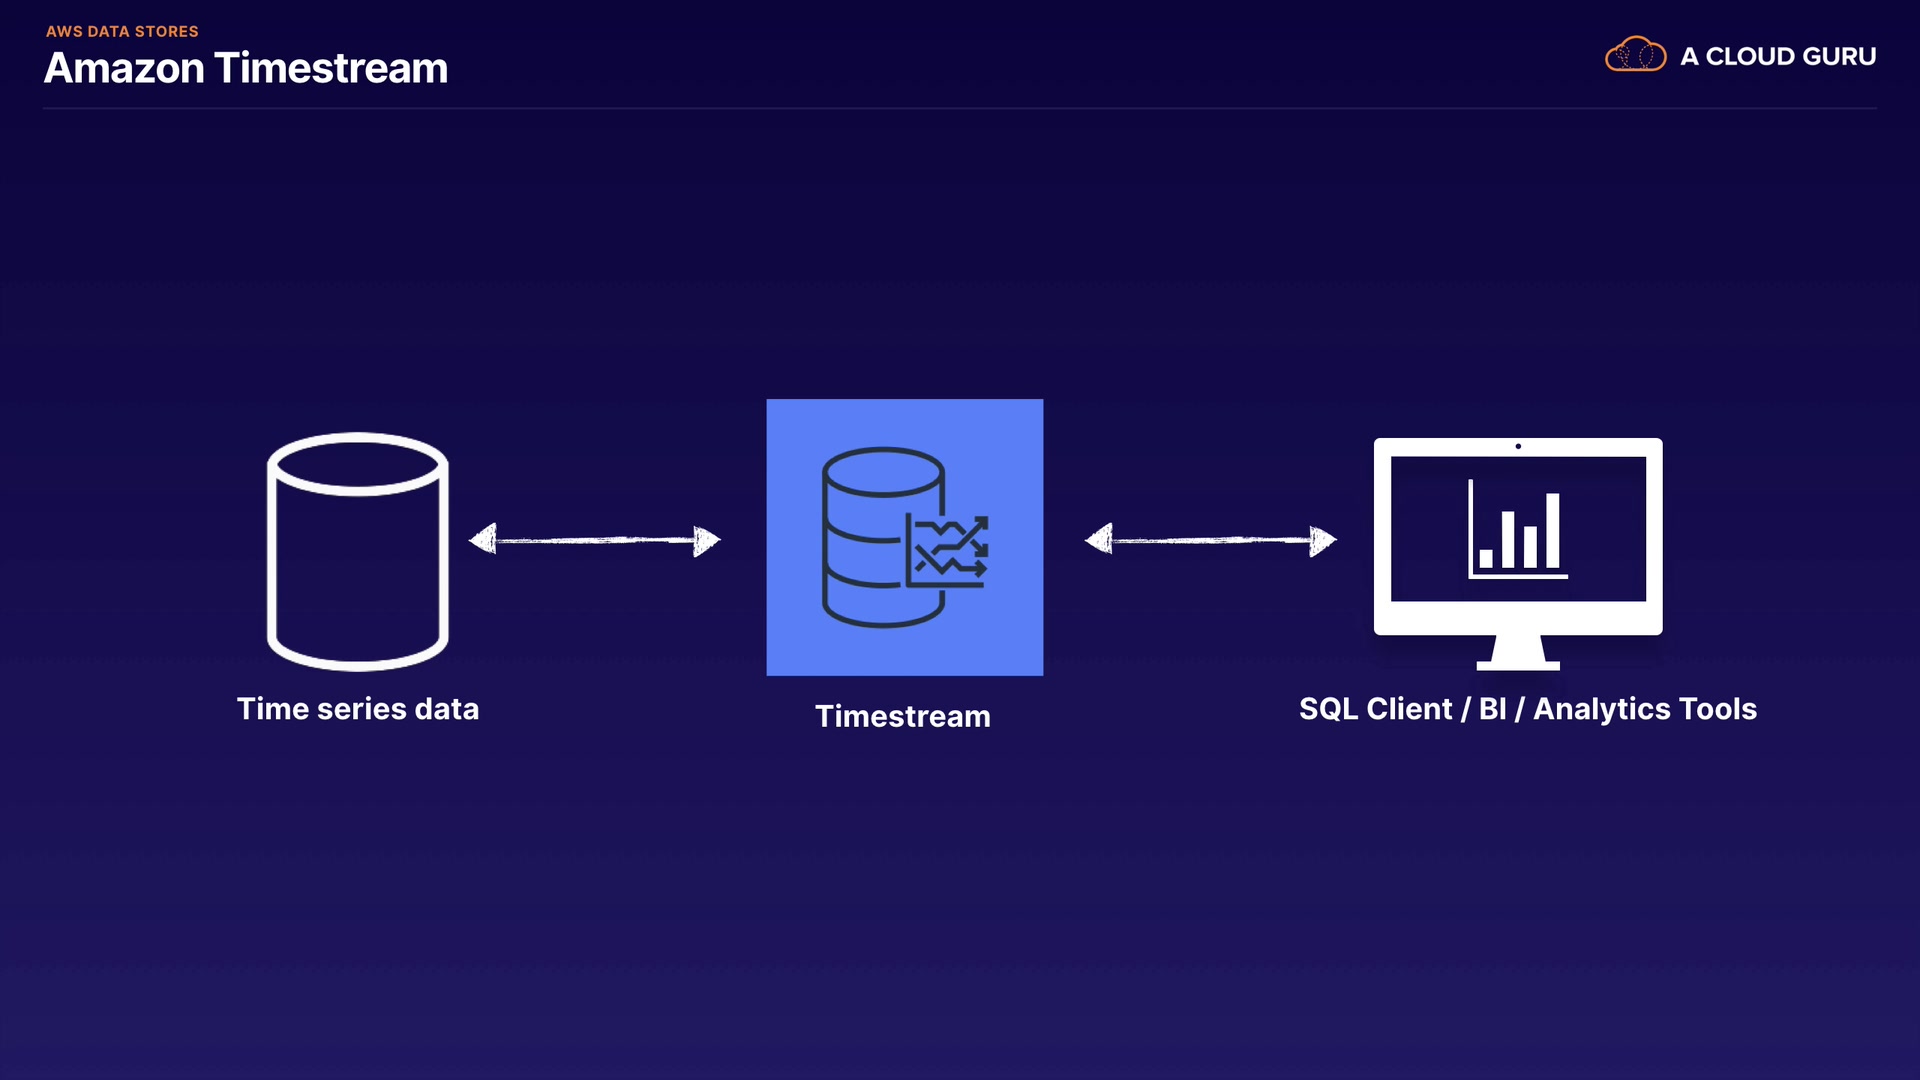 AWS DATA STORES
Amazon Timestream
A CLOUD GURU
Time series data
Timestream
SQL Client / BI / Analytics Tools